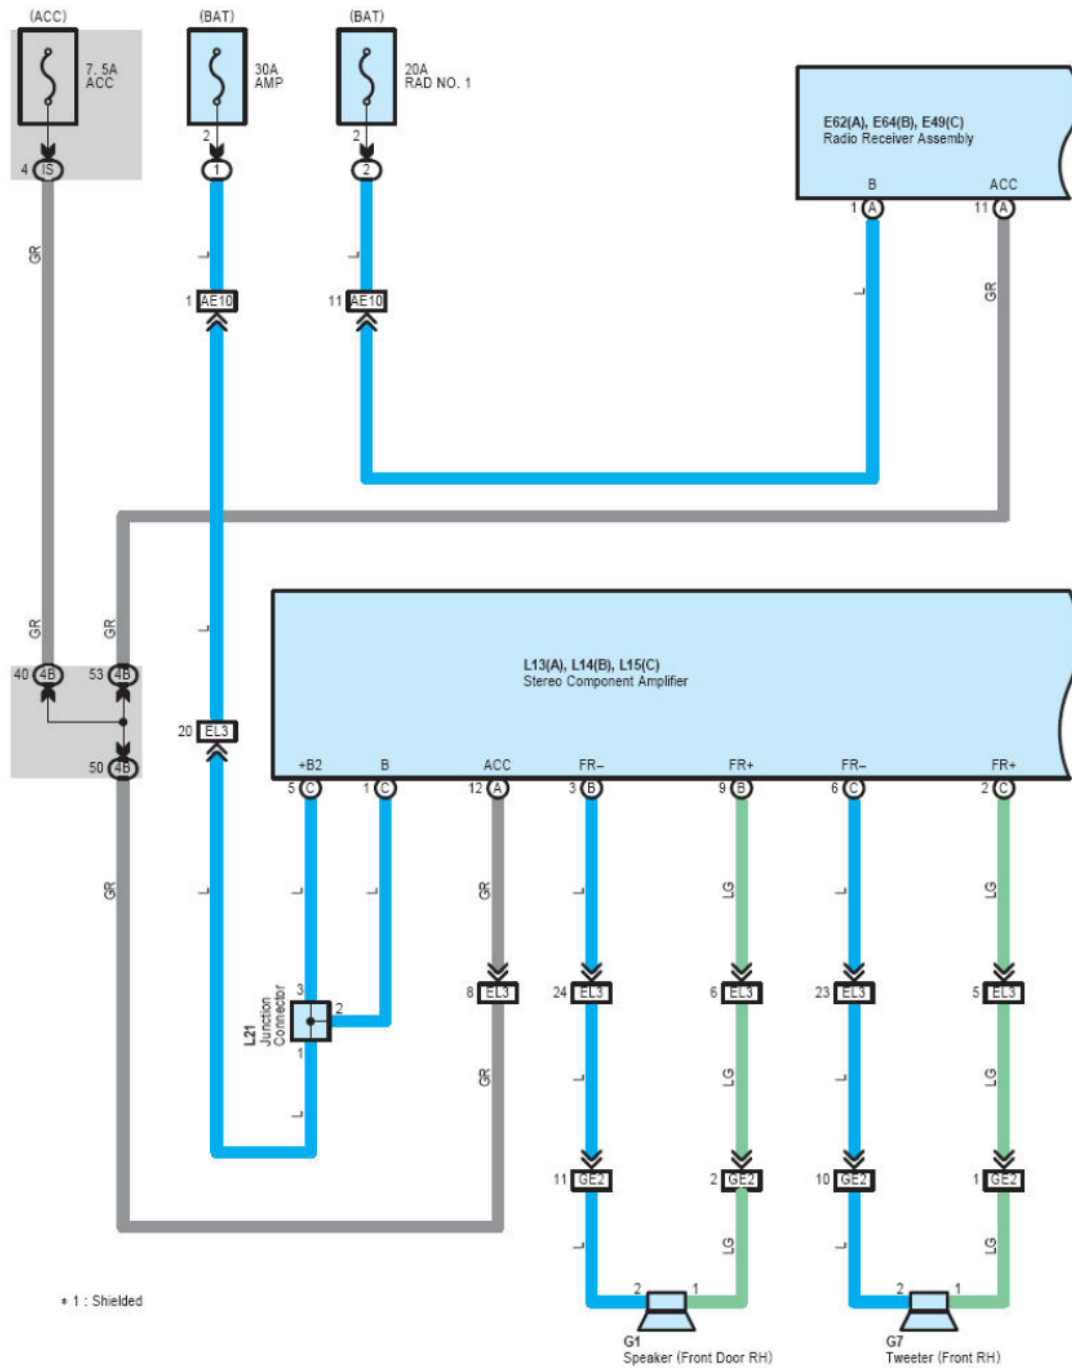 (ACC) (BAT) (BAT)
7. 5A
ACC
30A
AMP
20A
RAD NO. 1
E62(A), E64(B), E49(C)
Radio Receiver Assembly
2 2
4 IS 1 2
B ACC
1 A 11 A
GR L L L GR
1 AE10 11 AE10
GR GR L
L13(A), L14(B), L15(C)
Stereo Component Amplifier
40 4B 53 4B
20 EL3
50 4B
+B2 B ACC FR– FR+ FR– FR+
5 C 1 C 12 A 3 B 9 B 6 C 2 C
GR L L L GR L LG L LG
3
8 EL3 24 EL3 6 EL3 23 EL3 5 EL3
2
L21
Junction
Connector
1
L GR L LG L LG
11 GE2 2 GE2 10 GE2 1 GE2
L LG L LG
2 1 2 1
* 1 : Shielded
G1
Speaker (Front Door RH)
G7
Tweeter (Front RH)